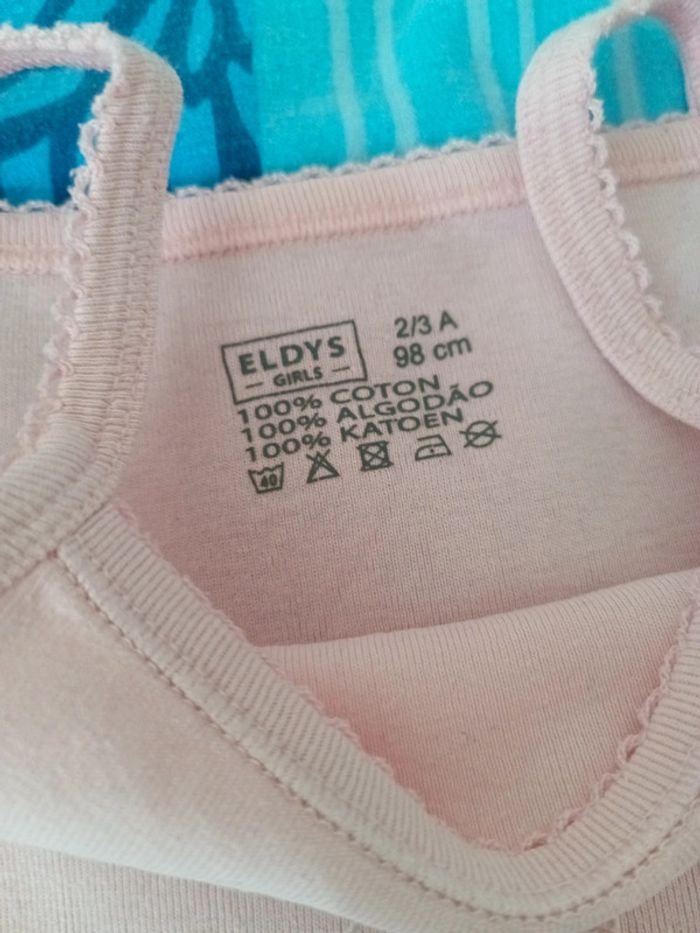 ELDYS
— GIRLS —
2/3 A
98 cm
100% COTON
100% ALGODÃO
100% KATOEN
40